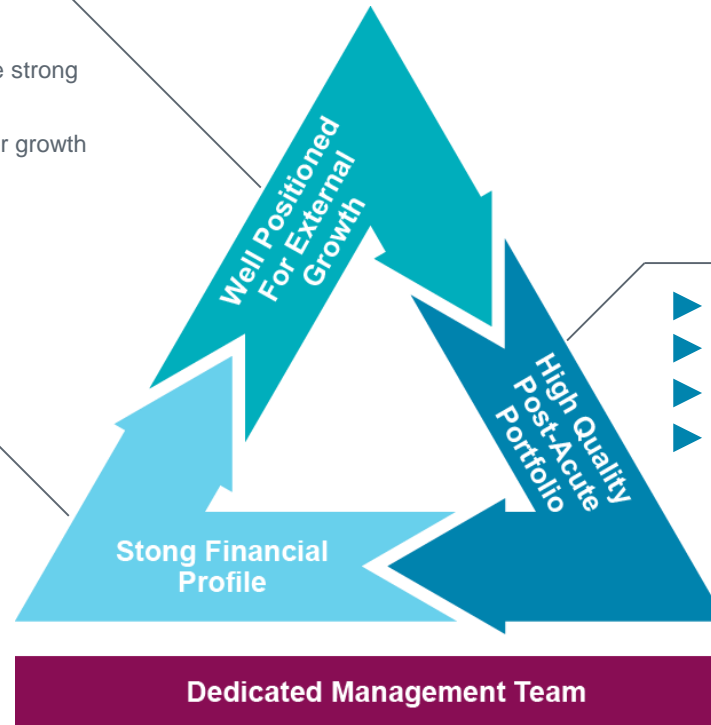 e strong
r growth
Well Positioned
For External
Growth
High Quality
Post-Acute
Portfolio
Stong Financial
Profile
Dedicated Management Team